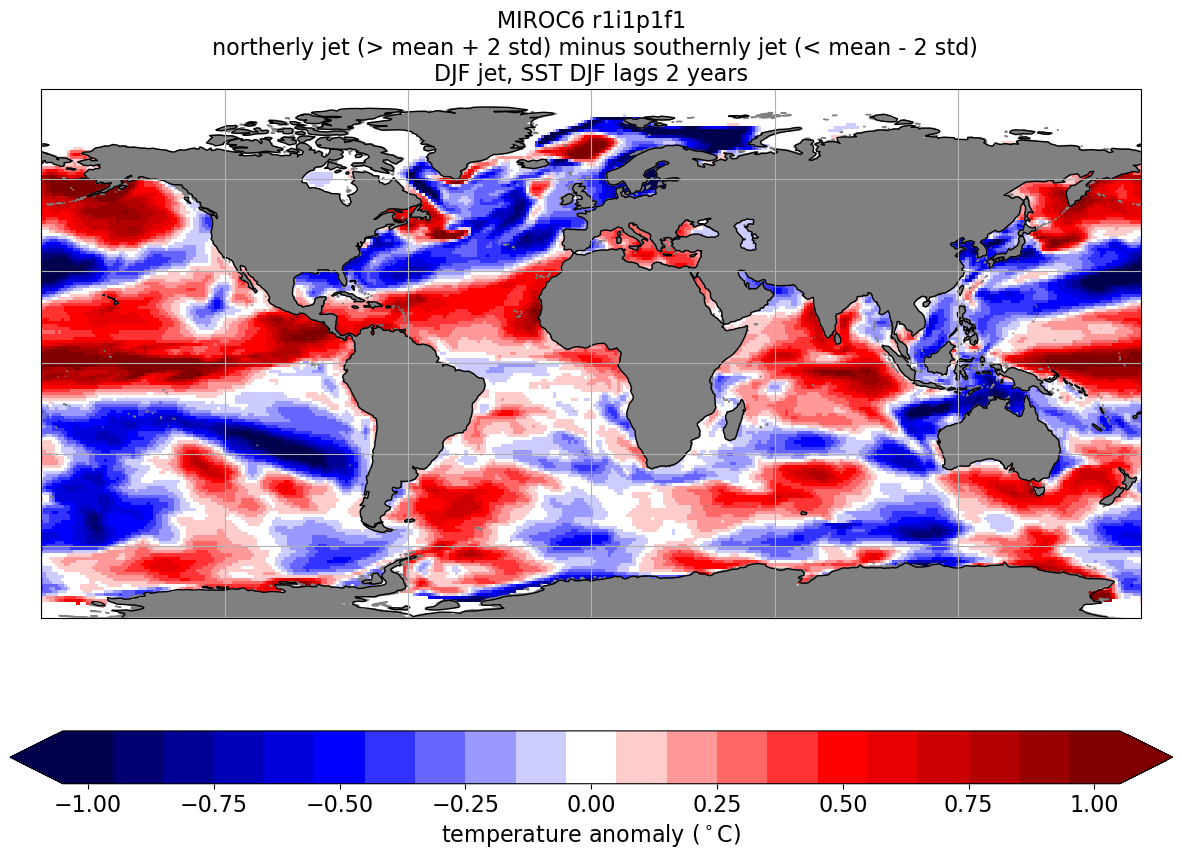 MIROC6 r1i1p1f1
northerly jet (> mean + 2 std) minus southernly jet (< mean - 2 std)
DJF jet, SST DJF lags 2 years
−1.00 −0.75 −0.50 −0.25 0.00 0.25 0.50 0.75 1.00
temperature anomaly (°C)